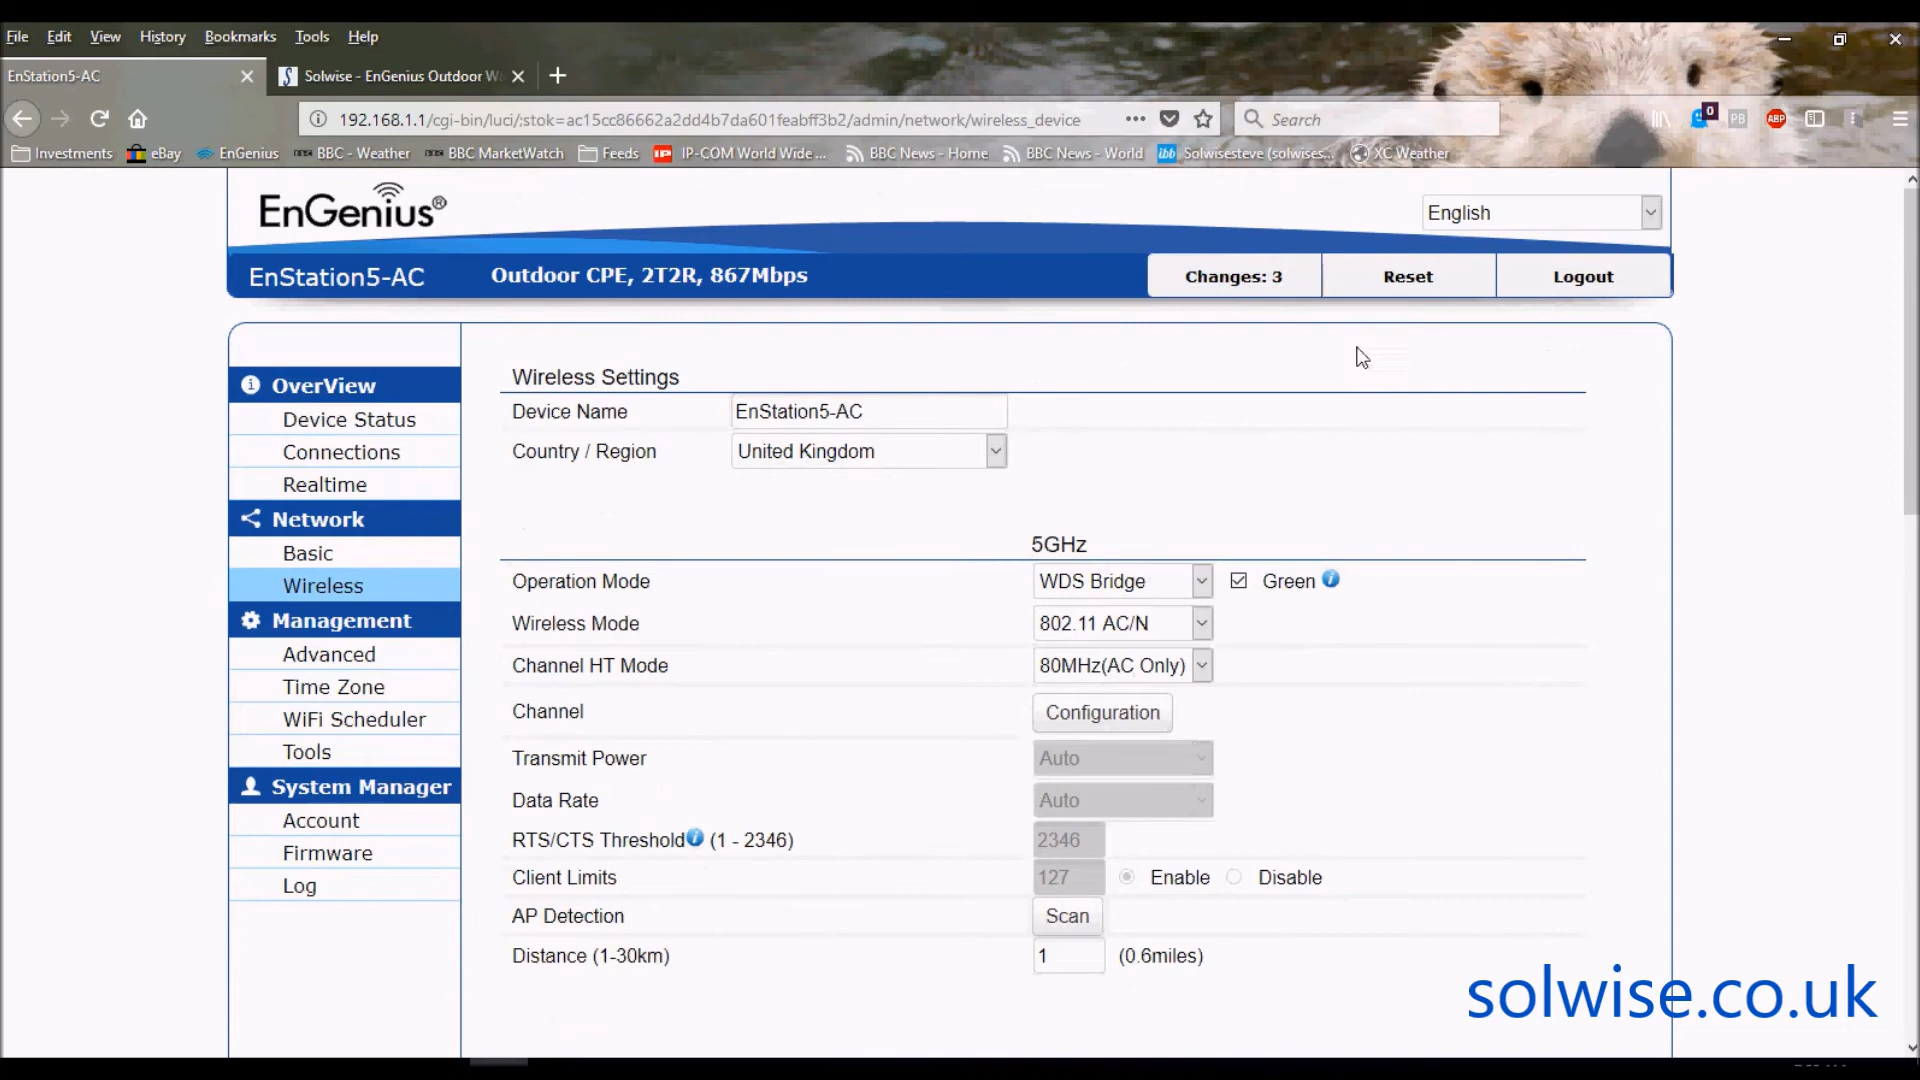 File Edit View History Bookmarks Tools Help
EnStation5-AC Solwise - EnGenius Outdoor W
192.168.1.1/cgi-bin/luci/;stok=ac15cc86662a2dd4b7da601feabff3b2/admin/network/wireless_device Search 0 PB ABP
Investments eBay EnGenius BBC - Weather BBC MarketWatch Feeds IP IP-COM World Wide ... BBC News - Home BBC News - World ibb Solwisesteve (solwises... XC Weather
EnGenius®
English
EnStation5-AC Outdoor CPE, 2T2R, 867Mbps Changes: 3 Reset Logout
OverView
Device Status
Connections
Realtime
Network
Basic
Wireless
Management
Advanced
Time Zone
WiFi Scheduler
Tools
System Manager
Account
Firmware
Log
Wireless Settings
Device Name EnStation5-AC
Country / Region United Kingdom
5GHz
Operation Mode WDS Bridge Green
Wireless Mode 802.11 AC/N
Channel HT Mode 80MHz(AC Only)
Channel Configuration
Transmit Power Auto
Data Rate Auto
RTS/CTS Threshold (1 - 2346) 2346
Client Limits 127 Enable Disable
AP Detection Scan
Distance (1-30km) 1 (0.6miles)
solwise.co.uk